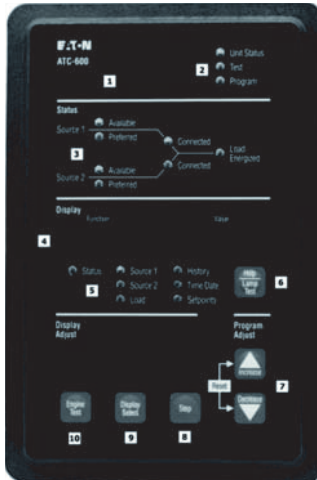 EATON
ATC-600
1
2
Unit Status
Test
Program
Status
Source 1
Available
Preferred
3
Connected
Load
Energized
Source 2
Available
Preferred
Connected
Display
Function
Value
4
Status
Source 1
History
5
Source 2
Time Date
Load
Setpoints
Help
Lamp
Test
6
Display
Adjust
Program
Adjust
Increase
Reset
7
Decrease
Engine
Test
Display
Select
Step
10
9
8